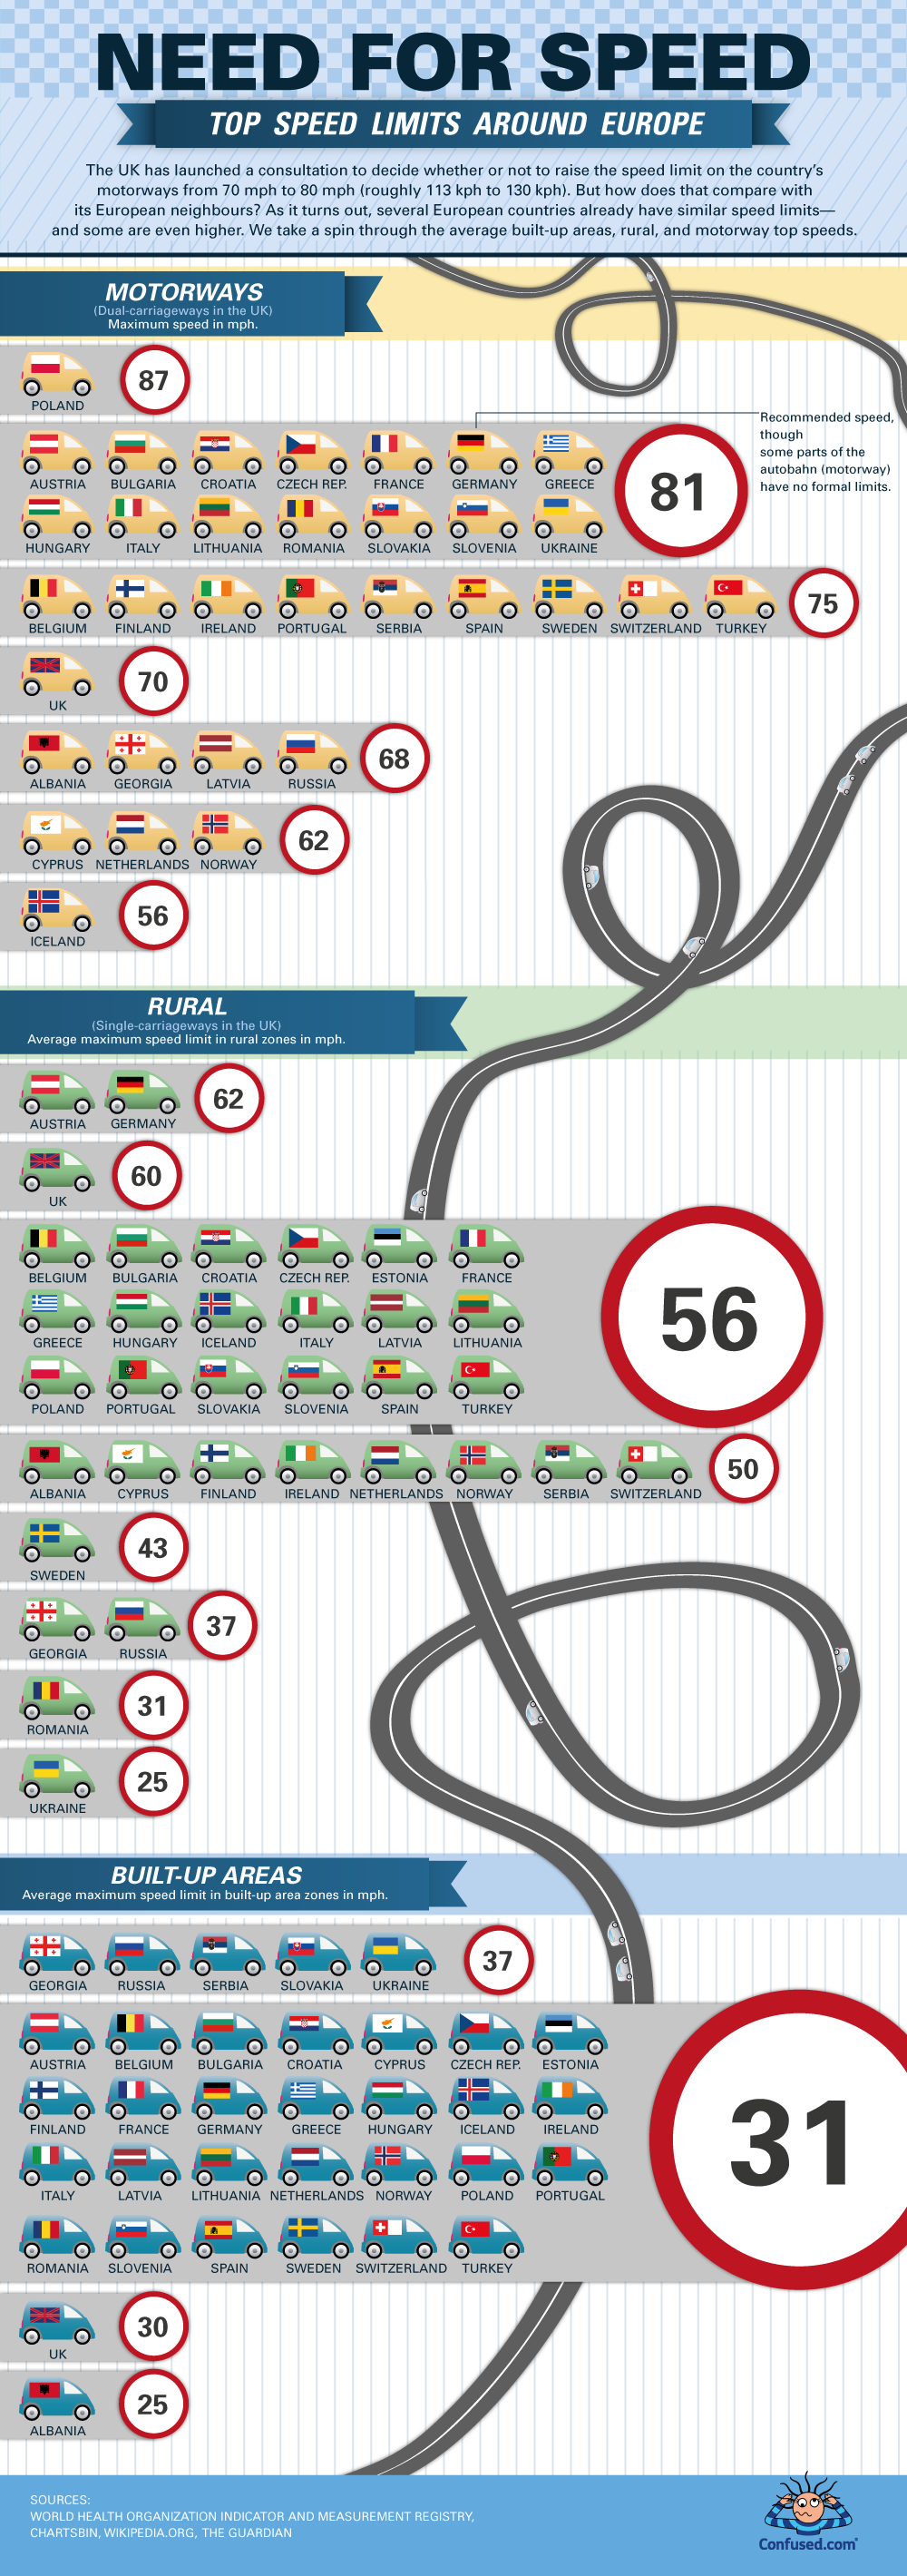 NEED FOR SPEED
TOP SPEED LIMITS AROUND EUROPE
The UK has launched a consultation to decide whether or not to raise the speed limit on the country's
motorways from 70 mph to 80 mph (roughly 113 kph to 130 kph). But how does that compare with
its European neighbours? As it turns out, several European countries already have similar speed limits—
and some are even higher. We take a spin through the average built-up areas, rural, and motorway top speeds.
MOTORWAYS
(Dual-carriageways in the UK)
Maximum speed in mph.
87
POLAND
Recommended speed,
though
some parts of the
autobahn (motorway)
have no formal limits.
AUSTRIA BULGARIA CROATIA CZECH REP. FRANCE GERMANY GREECE
81
HUNGARY ITALY LITHUANIA ROMANIA SLOVAKIA SLOVENIA UKRAINE
75
BELGIUM FINLAND IRELAND PORTUGAL SERBIA SPAIN SWEDEN SWITZERLAND TURKEY
70
UK
68
ALBANIA GEORGIA LATVIA RUSSIA
62
CYPRUS NETHERLANDS NORWAY
56
ICELAND
RURAL
(Single-carriageways in the UK)
Average maximum speed limit in rural zones in mph.
62
AUSTRIA GERMANY
60
UK
BELGIUM BULGARIA CROATIA CZECH REP. ESTONIA FRANCE
56
GREECE HUNGARY ICELAND ITALY LATVIA LITHUANIA
POLAND PORTUGAL SLOVAKIA SLOVENIA SPAIN TURKEY
50
ALBANIA CYPRUS FINLAND IRELAND NETHERLANDS NORWAY SERBIA SWITZERLAND
43
SWEDEN
37
GEORGIA RUSSIA
31
ROMANIA
25
UKRAINE
BUILT-UP AREAS
Average maximum speed limit in built-up area zones in mph.
37
GEORGIA RUSSIA SERBIA SLOVAKIA UKRAINE
AUSTRIA BELGIUM BULGARIA CROATIA CYPRUS CZECH REP. ESTONIA
FINLAND FRANCE GERMANY GREECE HUNGARY ICELAND IRELAND
31
ITALY LATVIA LITHUANIA NETHERLANDS NORWAY POLAND PORTUGAL
ROMANIA SLOVENIA SPAIN SWEDEN SWITZERLAND TURKEY
30
UK
25
ALBANIA
SOURCES:
WORLD HEALTH ORGANIZATION INDICATOR AND MEASUREMENT REGISTRY,
CHARTSBIN, WIKIPEDIA.ORG, THE GUARDIAN
Confused.com